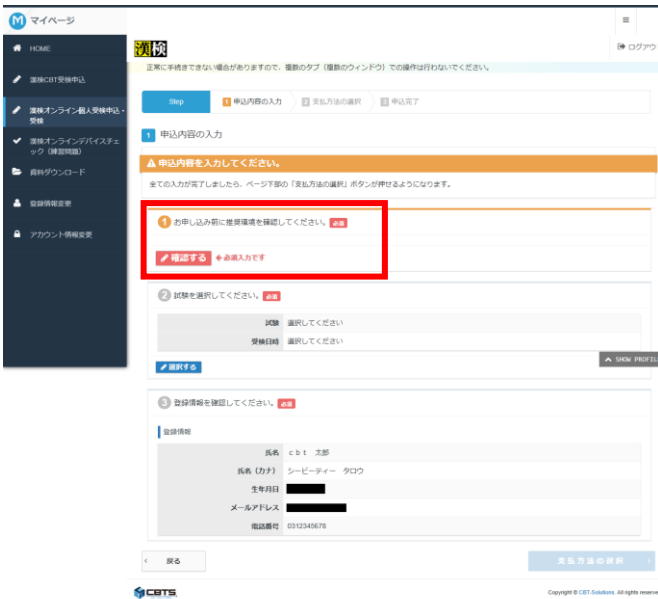 M マイページ
HOME
漢検CBT受検申込
漢検オンライン個人受検申込・
受検
漢検オンラインデバイスチェ
ック（練習問題）
資料ダウンロード
登録情報変更
アカウント情報変更
漢検
ログアウ
正常に手続きできない場合がありますので、複数のタブ（複数のウィンドウ）での操作は行わないでください。
Step 1 申込内容の入力 2 支払方法の選択 3 申込完了
1 申込内容の入力
申込内容を入力してください。
全ての入力が完了しましたら、ページ下部の「支払方法の選択」ボタンが押せるようになります。
1 お申し込み前に推奨環境を確認してください。 必須
確認する ←必須入力です
2 試験を選択してください。 必須
試験 選択してください
受検日時 選択してください
選択する
SHOW PROFIL
3 登録情報を確認してください。 必須
登録情報
氏名 ｃｂｔ 太郎
氏名（カナ） シービーティー タロウ
生年月日
メールアドレス
電話番号 0312345678
戻る
支払方法の選択
CBTS
Copyright © CBT-Solutions. All rights reserve